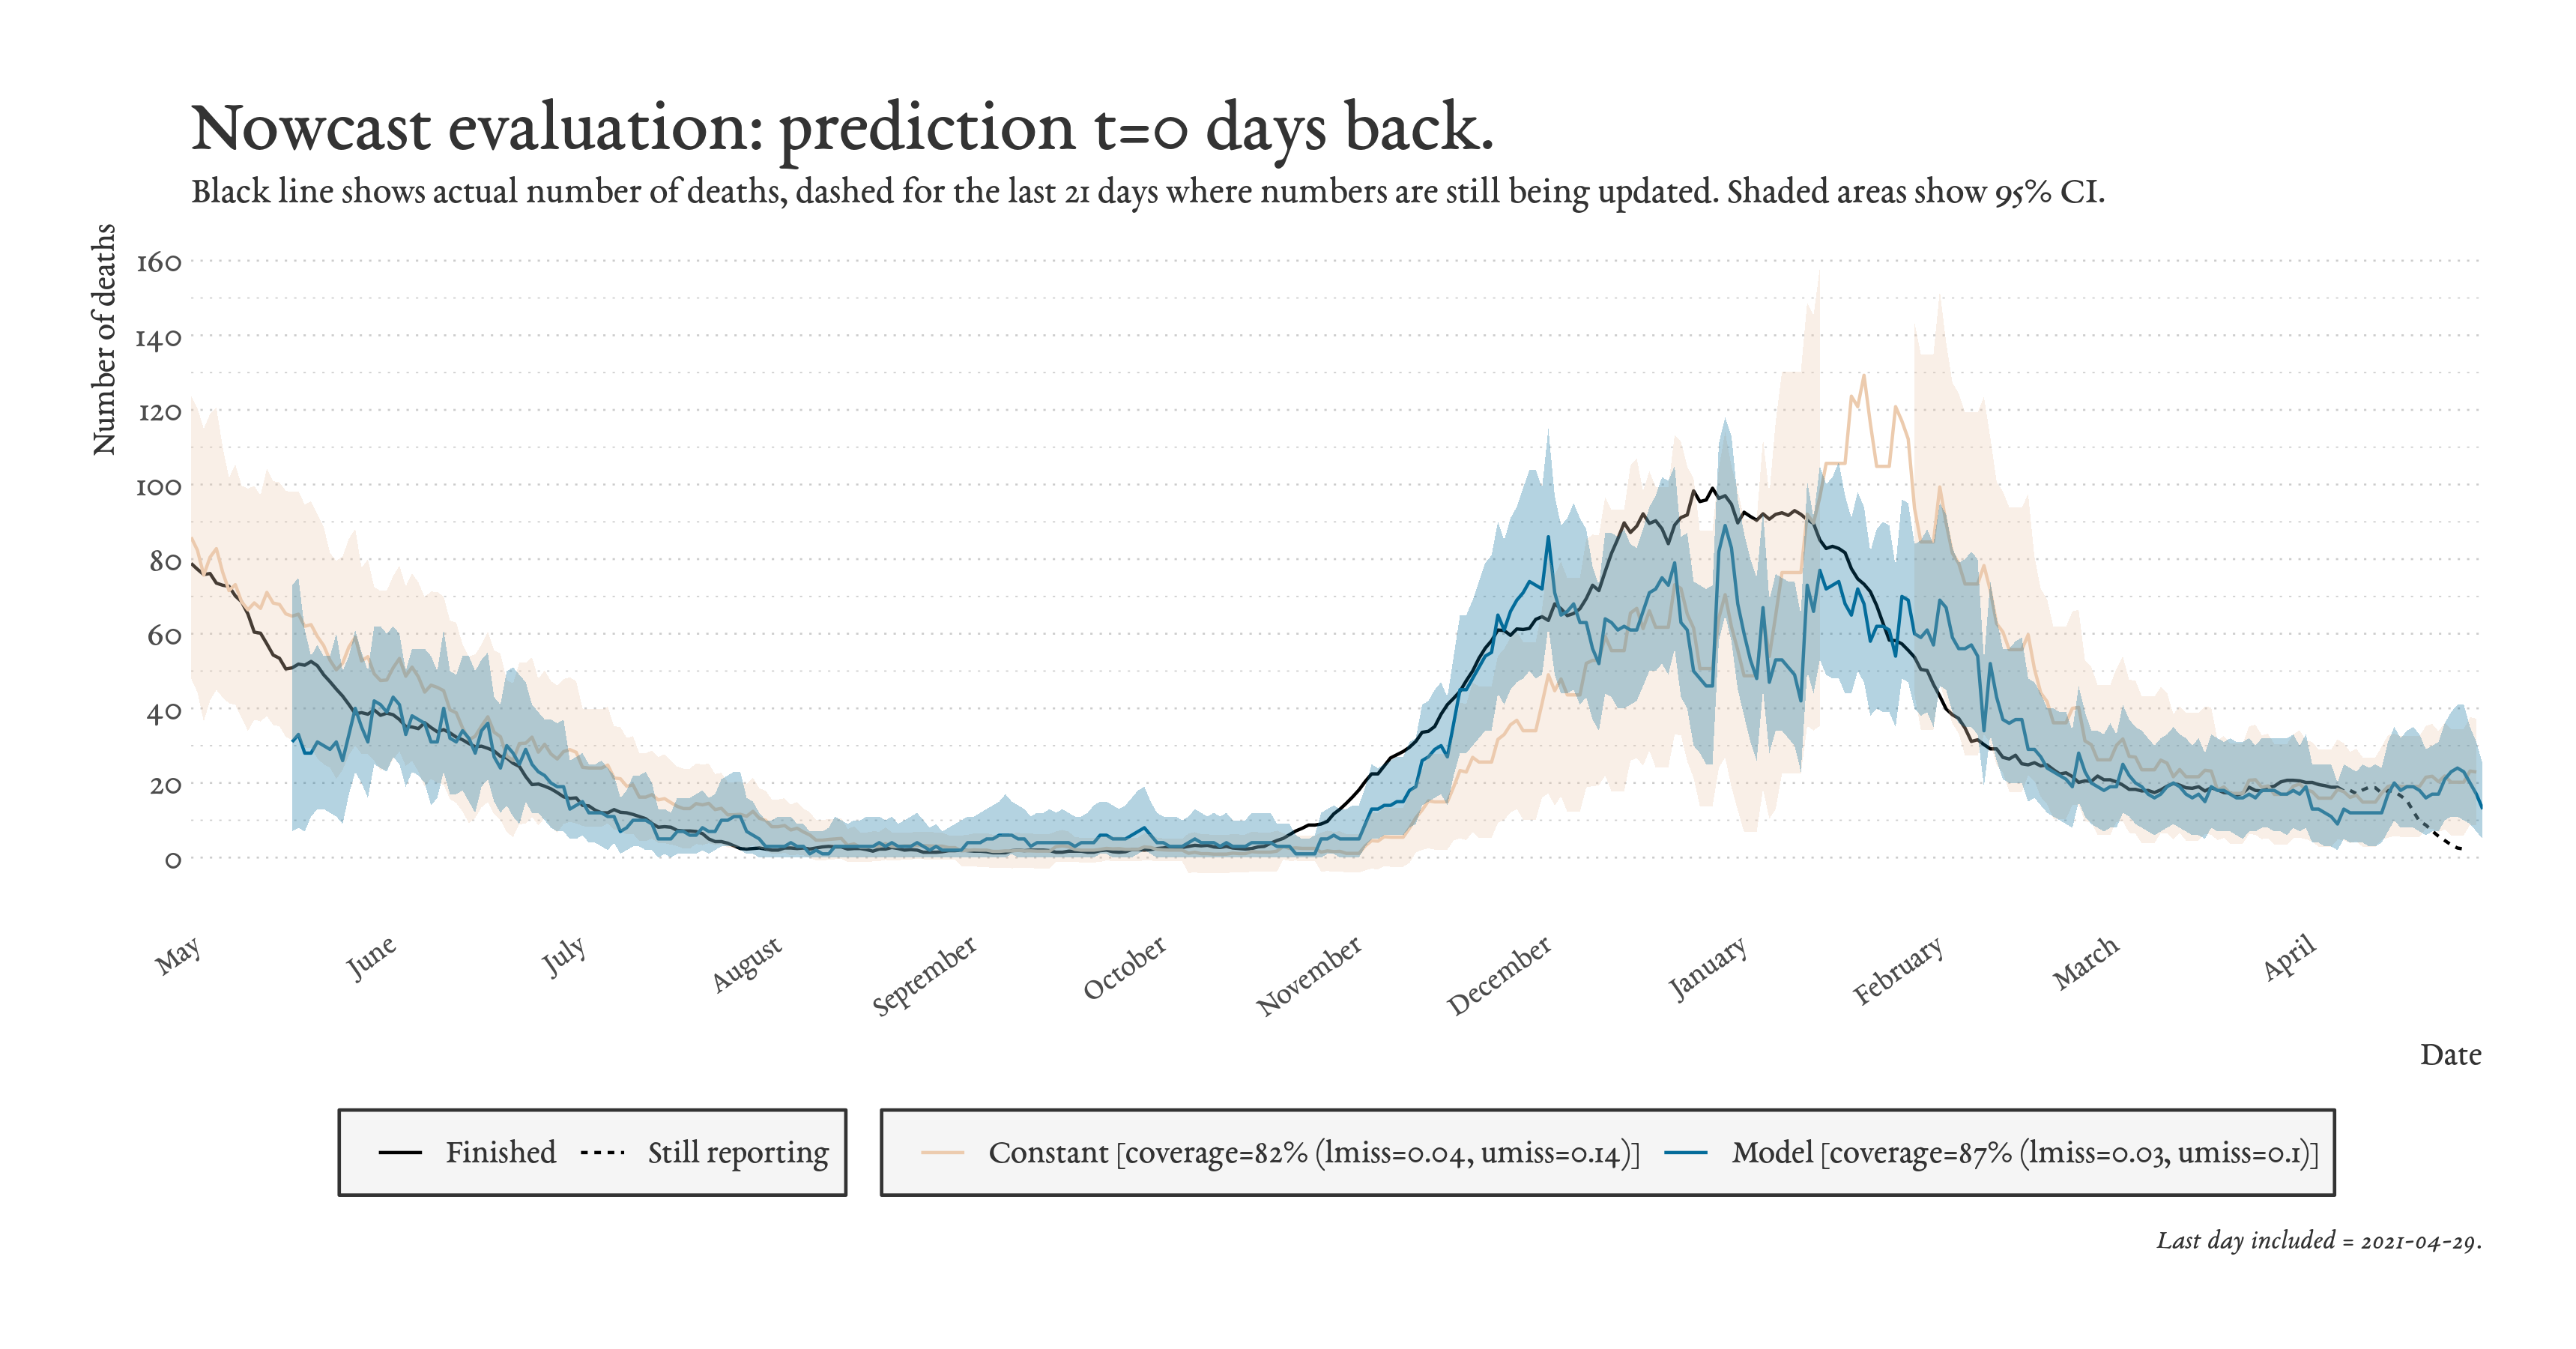 Nowcast evaluation: prediction t=0 days back.
Black line shows actual number of deaths, dashed for the last 21 days where numbers are still being updated. Shaded areas show 95% CI.
Number of deaths
160
140
120
100
80
60
40
20
0
May June July August September October November December January February March April
Date
Finished Still reporting Constant [coverage=82% (lmiss=0.04, umiss=0.14)] Model [coverage=87% (lmiss=0.03, umiss=0.1)]
Last day included = 2021-04-29.